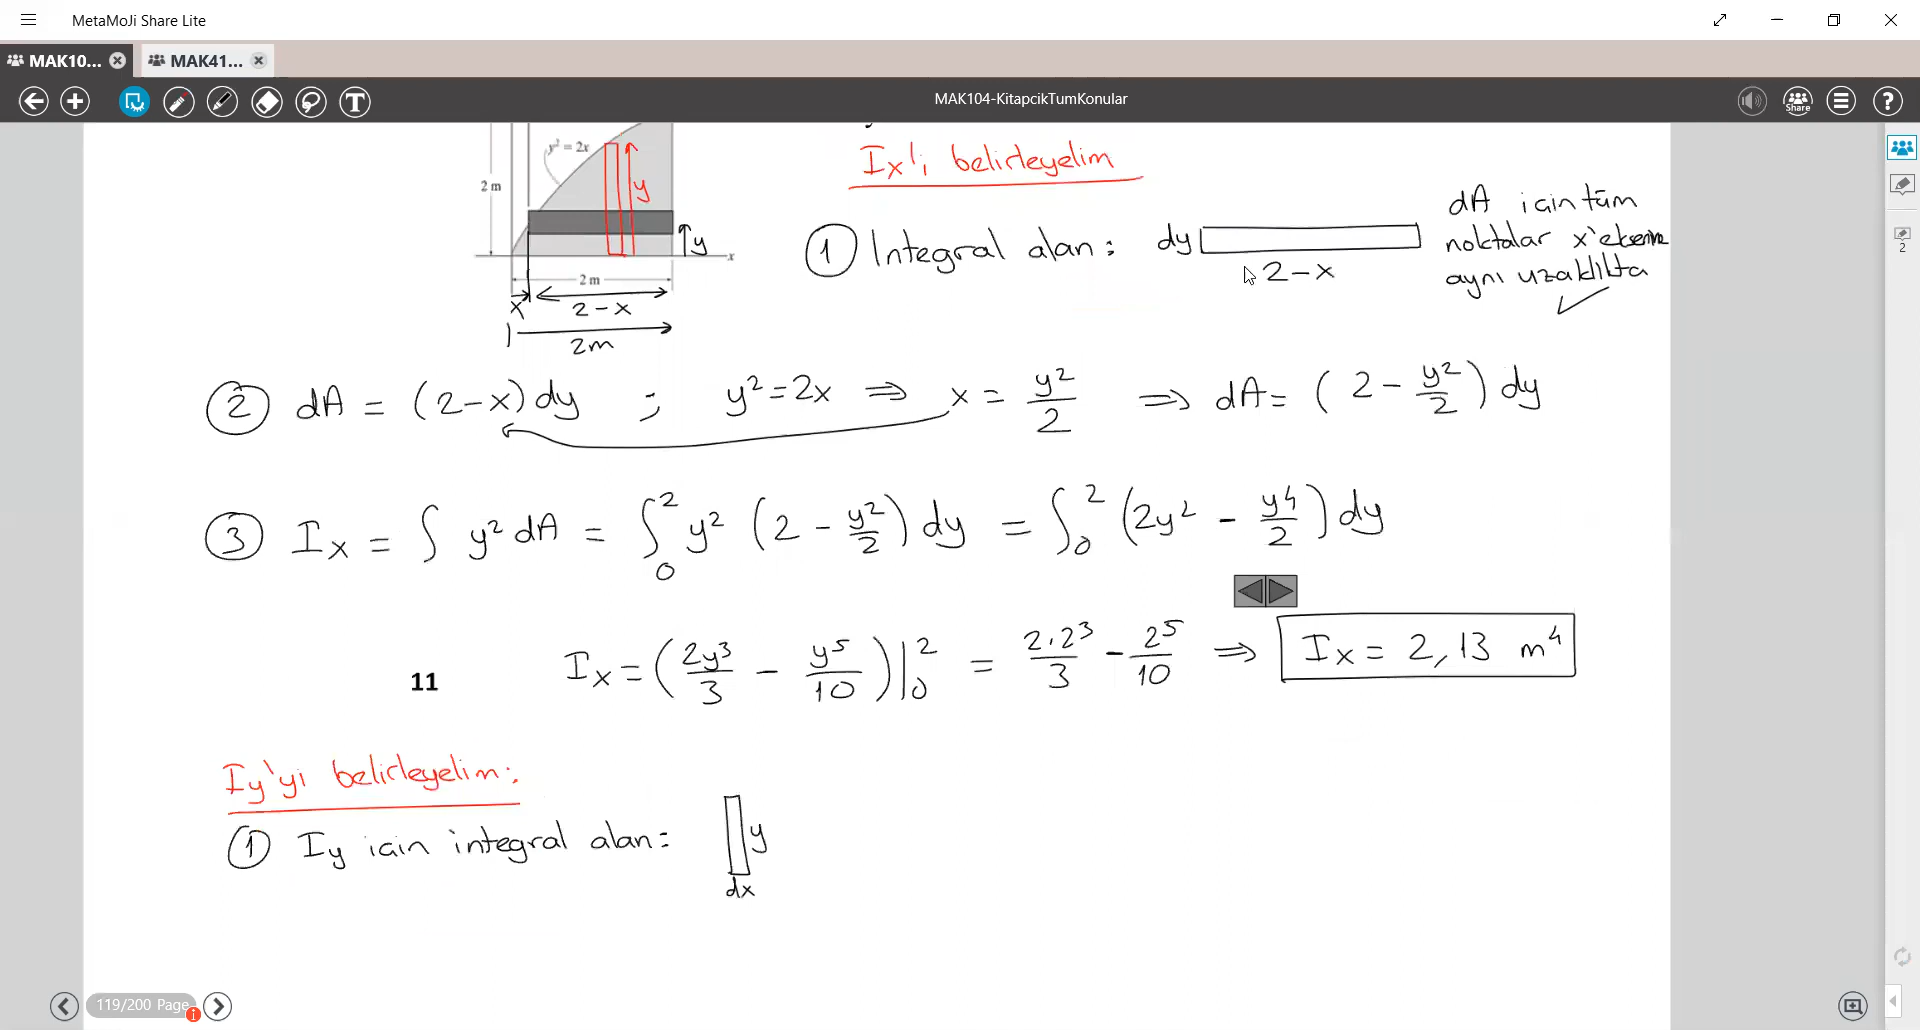 MetaMoJi Share Lite
MAK10... MAK41...
MAK104-KitapcikTumKonular
Share
y² = 2x
2 m
y
y
x
2 m
x
2-x
2m
Ix'i belirleyelim
① Integral alan: dy 2-x
dA için tüm
noktalar x'eksenine
aynı uzaklıkta ✓
② dA = (2-x)dy ; y²=2x ⇒ x = y²/2 ⇒ dA = (2 - y²/2) dy
③ Ix = ∫ y² dA = ∫₀² y² (2 - y²/2) dy = ∫₀² (2y² - y⁴/2) dy
Ix = (2y³/3 - y⁵/10)|₀² = 2·2³/3 - 2⁵/10 ⇒ Ix = 2,13 m⁴
11
Iy'yi belirleyelim:
① Iy için integral alan: y
dx
119/200 Page
2